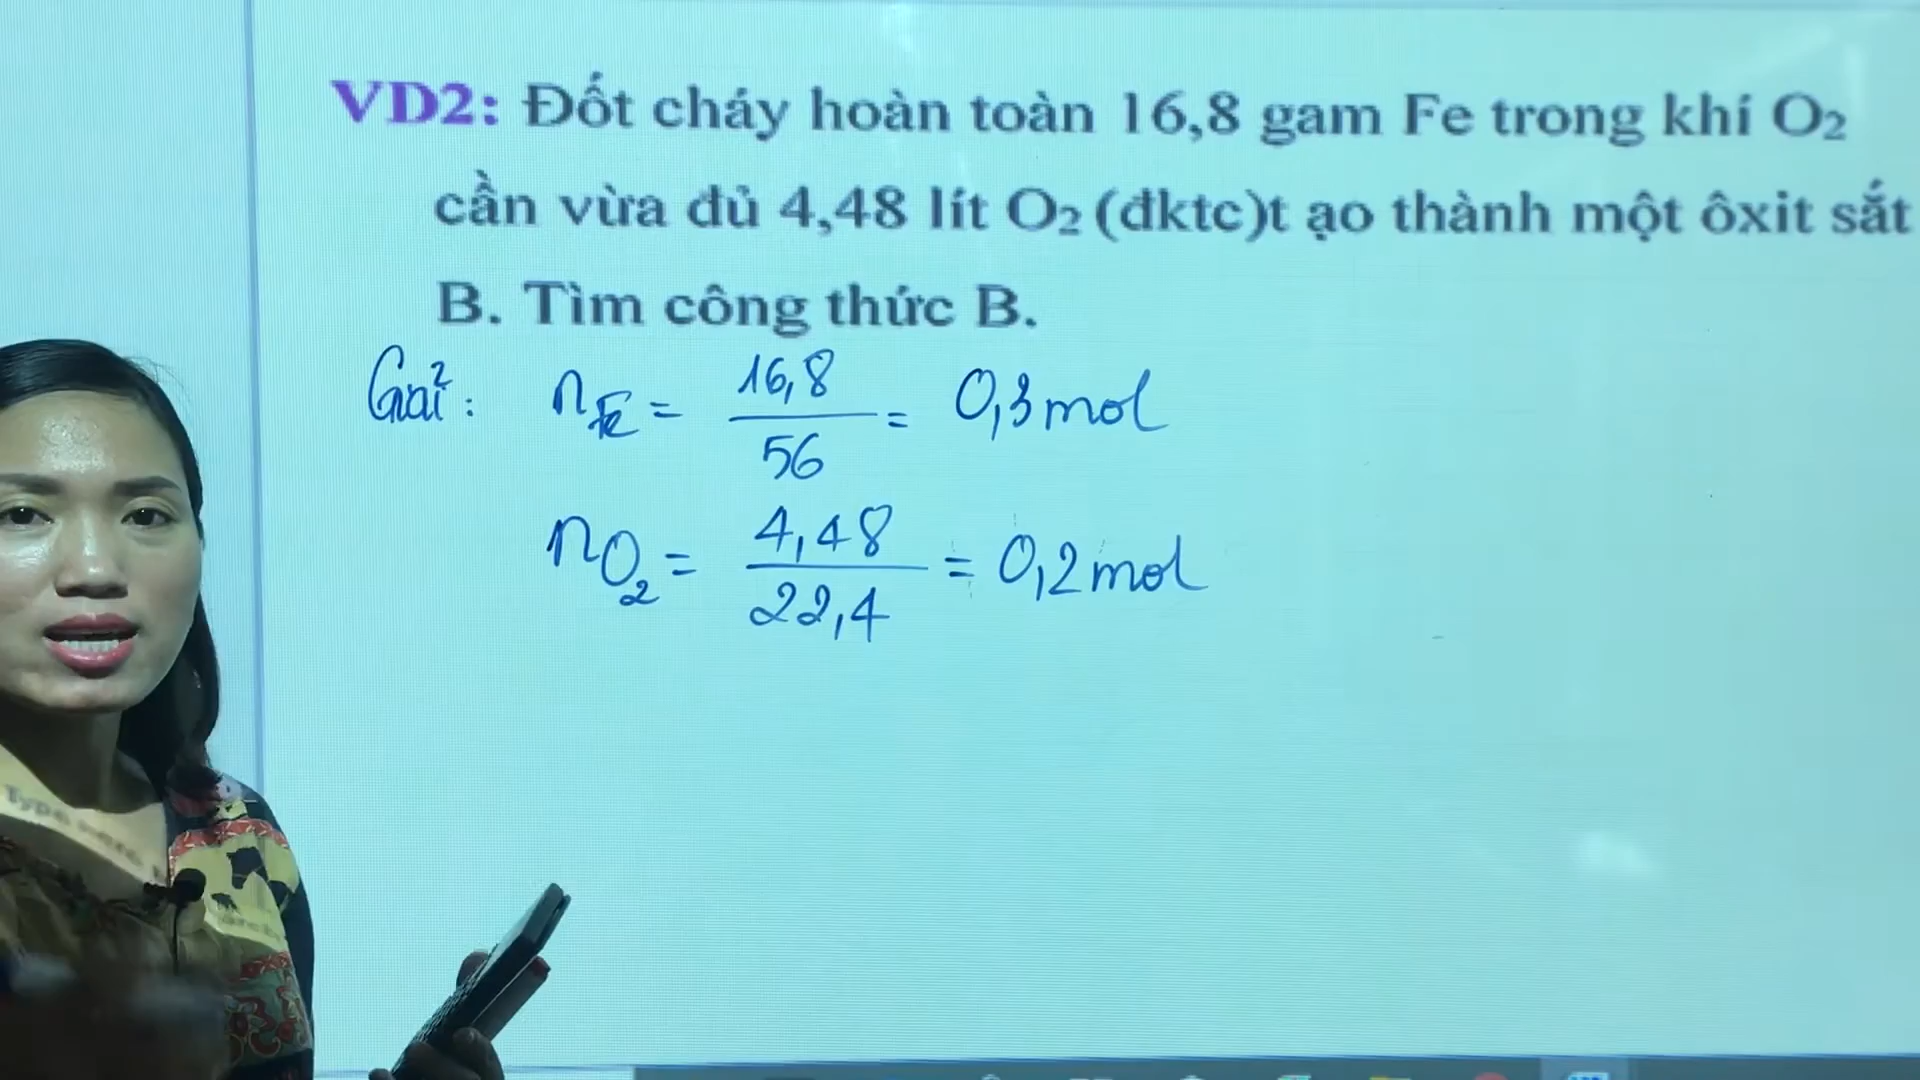 VD2: Đốt cháy hoàn toàn 16,8 gam Fe trong khí O₂
cần vừa đủ 4,48 lít O₂ (đktc)t ạo thành một ôxit sắt
B. Tìm công thức B.
Giải: n_Fe = 16,8/56 = 0,3 mol
n_O₂ = 4,48/22,4 = 0,2 mol